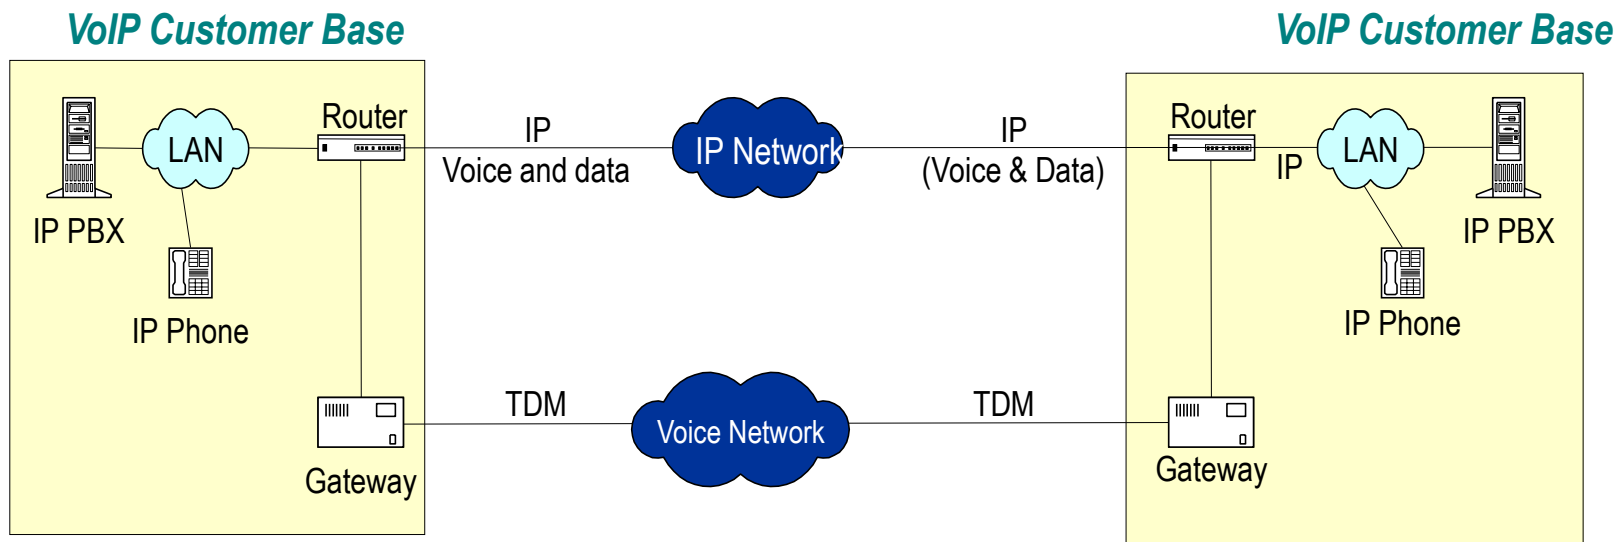 VoIP Customer Base
VoIP Customer Base
Router
LAN
IP PBX
IP Phone
Gateway
IP
Voice and data
IP Network
IP
(Voice & Data)
TDM
Voice Network
TDM
Router
IP
LAN
IP PBX
IP Phone
Gateway